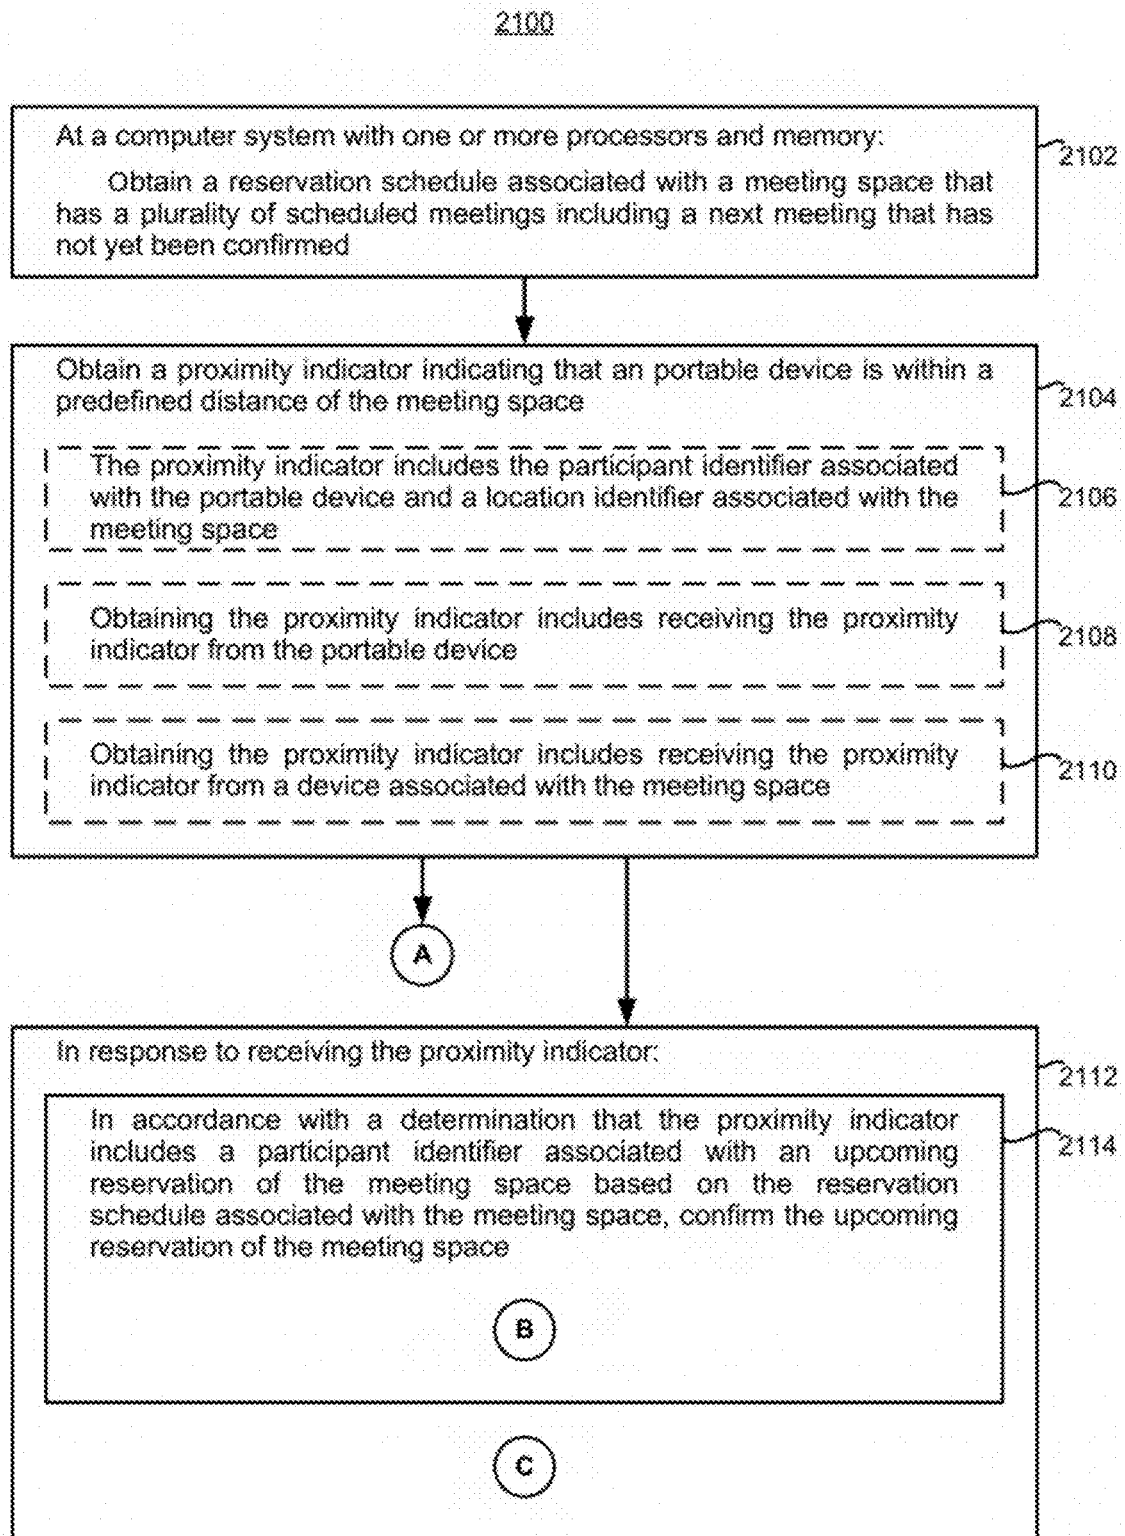 2100
At a computer system with one or more processors and memory:
Obtain a reservation schedule associated with a meeting space that
has a plurality of scheduled meetings including a next meeting that has
not yet been confirmed
2102
Obtain a proximity indicator indicating that an portable device is within a
predefined distance of the meeting space
2104
The proximity indicator includes the participant identifier associated
with the portable device and a location identifier associated with the
meeting space
2106
Obtaining the proximity indicator includes receiving the proximity
indicator from the portable device
2108
Obtaining the proximity indicator includes receiving the proximity
indicator from a device associated with the meeting space
2110
A
In response to receiving the proximity indicator:
2112
In accordance with a determination that the proximity indicator
includes a participant identifier associated with an upcoming
reservation of the meeting space based on the reservation
schedule associated with the meeting space, confirm the upcoming
reservation of the meeting space
2114
B
C